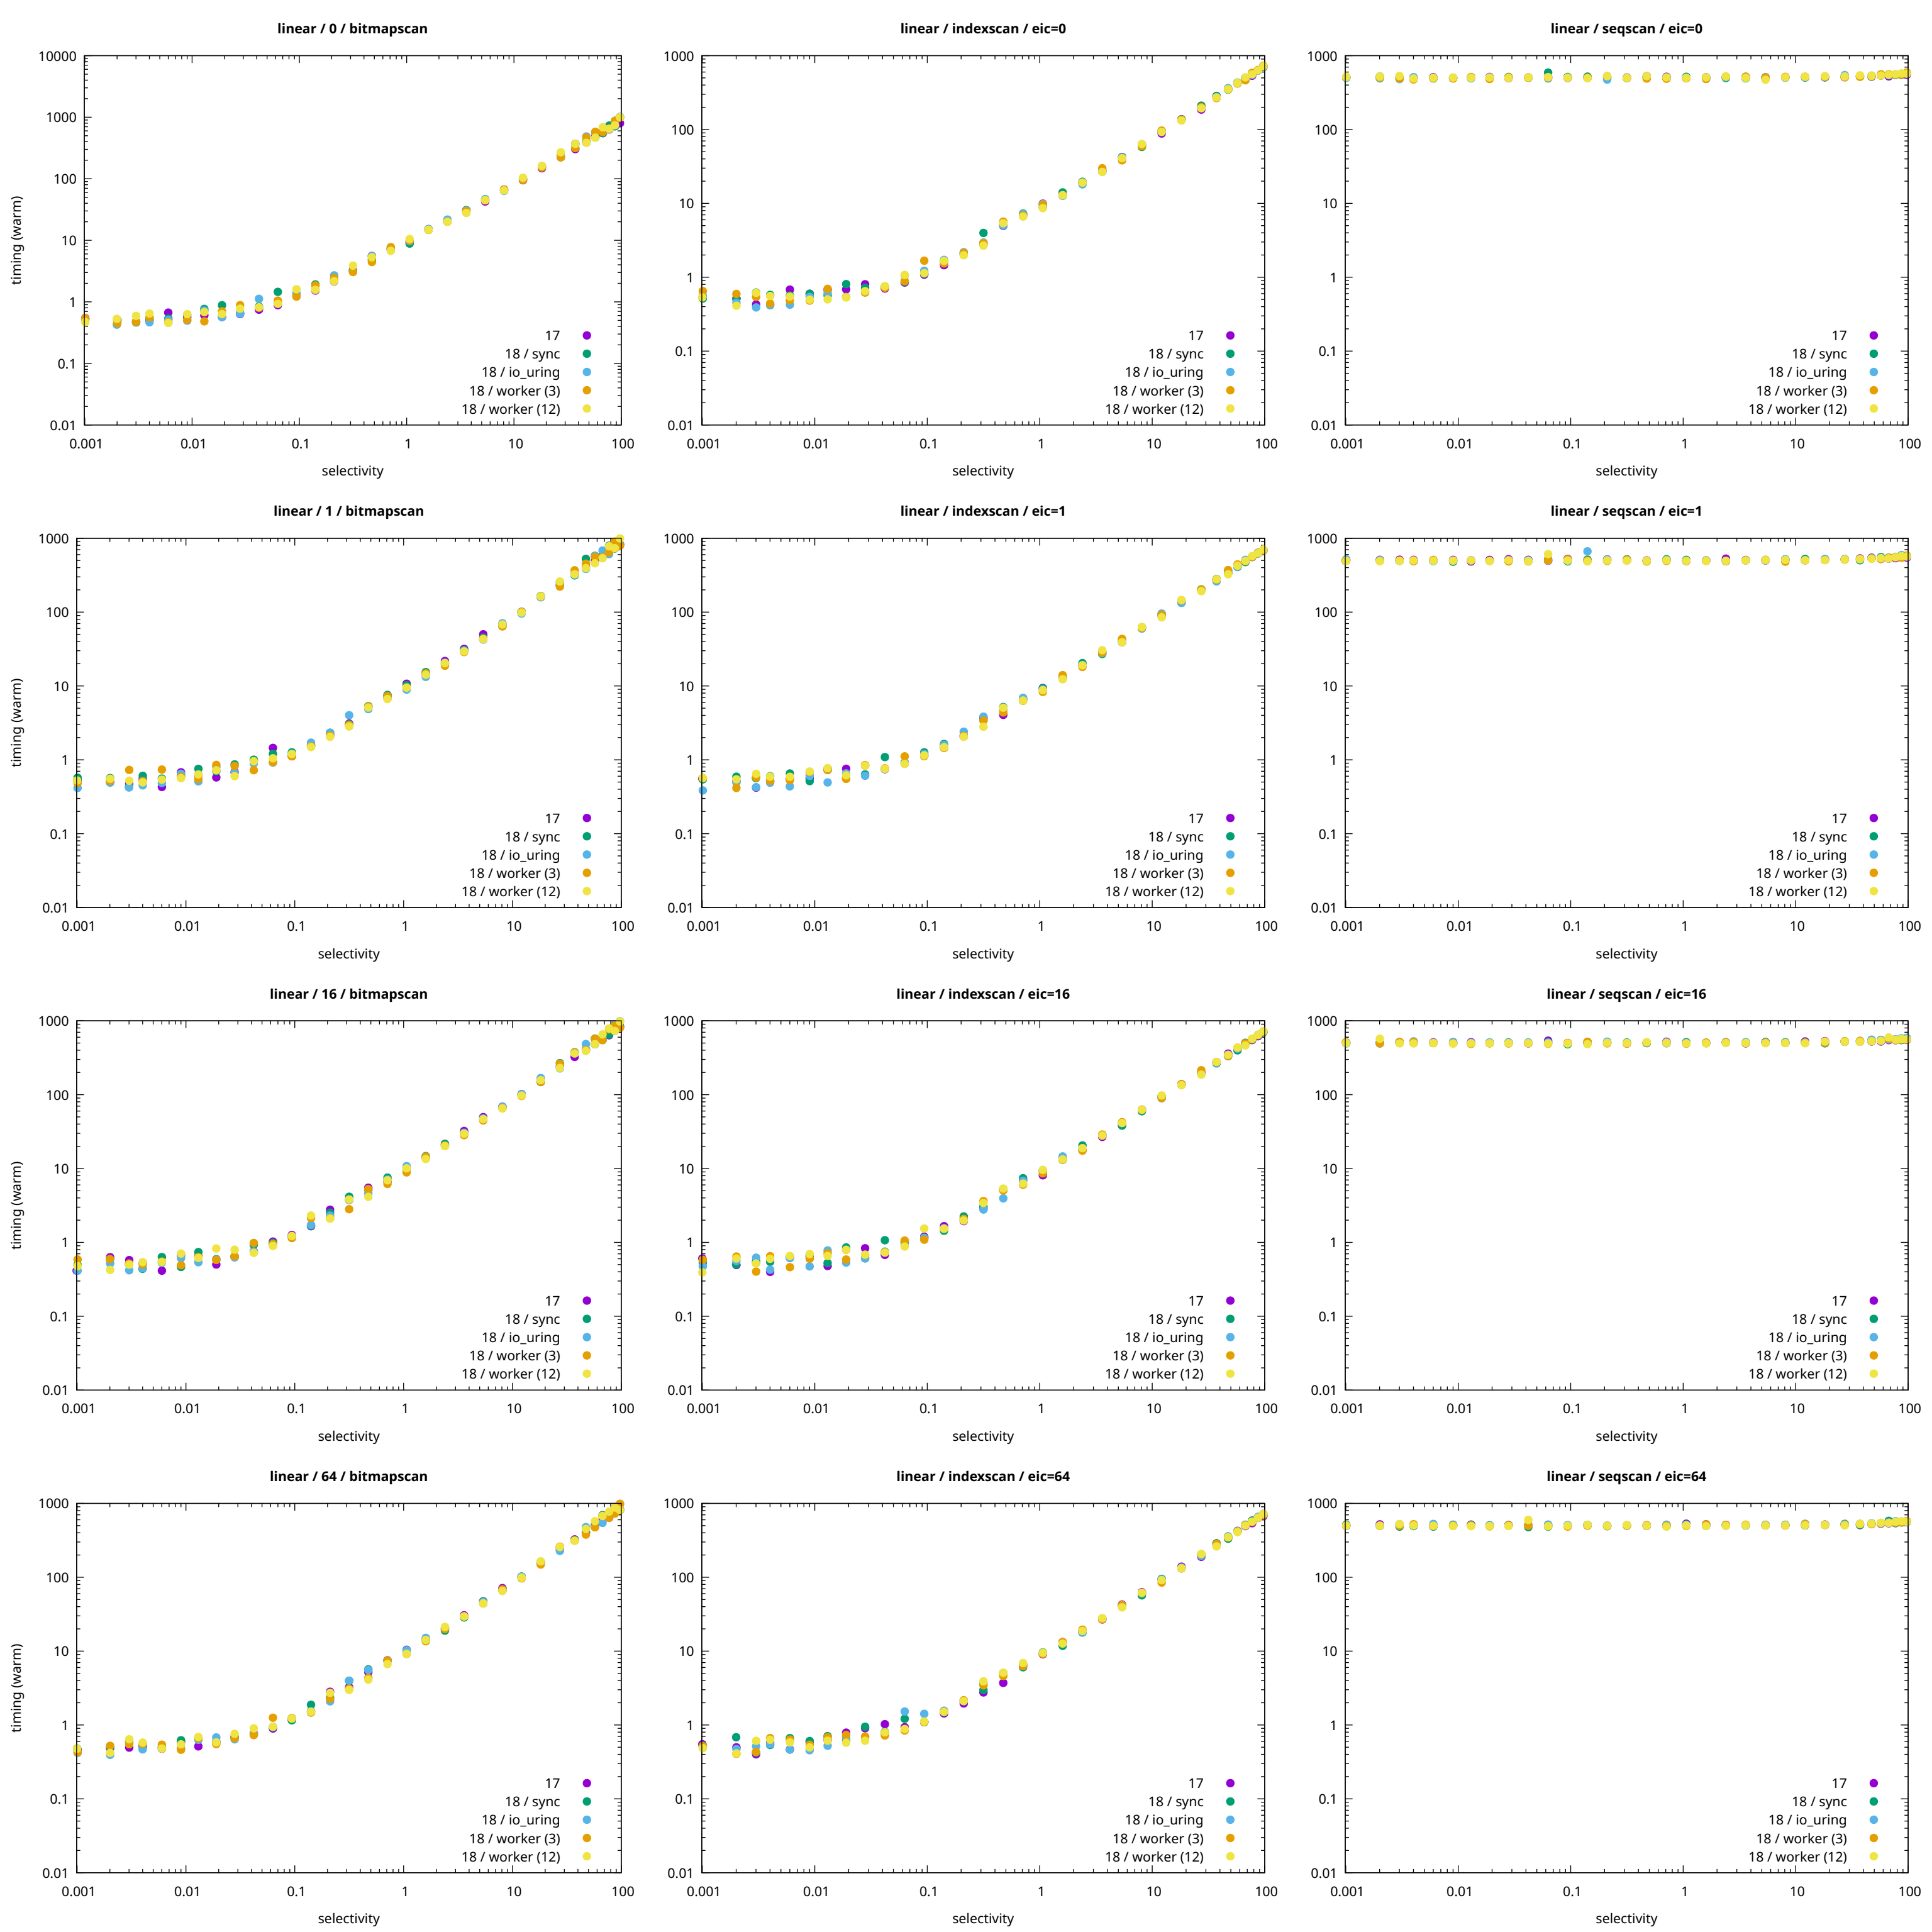 linear / 0 / bitmapscan
timing (warm)
10000
1000
100
10
1
0.1
0.01
17
18 / sync
18 / io_uring
18 / worker (3)
18 / worker (12)
0.001 0.01 0.1 1 10 100
selectivity
linear / indexscan / eic=0
1000
100
10
1
0.1
0.01
17
18 / sync
18 / io_uring
18 / worker (3)
18 / worker (12)
0.001 0.01 0.1 1 10 100
selectivity
linear / seqscan / eic=0
1000
100
10
1
0.1
0.01
17
18 / sync
18 / io_uring
18 / worker (3)
18 / worker (12)
0.001 0.01 0.1 1 10 100
selectivity
linear / 1 / bitmapscan
timing (warm)
1000
100
10
1
0.1
0.01
17
18 / sync
18 / io_uring
18 / worker (3)
18 / worker (12)
0.001 0.01 0.1 1 10 100
selectivity
linear / indexscan / eic=1
1000
100
10
1
0.1
0.01
17
18 / sync
18 / io_uring
18 / worker (3)
18 / worker (12)
0.001 0.01 0.1 1 10 100
selectivity
linear / seqscan / eic=1
1000
100
10
1
0.1
0.01
17
18 / sync
18 / io_uring
18 / worker (3)
18 / worker (12)
0.001 0.01 0.1 1 10 100
selectivity
linear / 16 / bitmapscan
timing (warm)
1000
100
10
1
0.1
0.01
17
18 / sync
18 / io_uring
18 / worker (3)
18 / worker (12)
0.001 0.01 0.1 1 10 100
selectivity
linear / indexscan / eic=16
1000
100
10
1
0.1
0.01
17
18 / sync
18 / io_uring
18 / worker (3)
18 / worker (12)
0.001 0.01 0.1 1 10 100
selectivity
linear / seqscan / eic=16
1000
100
10
1
0.1
0.01
17
18 / sync
18 / io_uring
18 / worker (3)
18 / worker (12)
0.001 0.01 0.1 1 10 100
selectivity
linear / 64 / bitmapscan
timing (warm)
1000
100
10
1
0.1
0.01
17
18 / sync
18 / io_uring
18 / worker (3)
18 / worker (12)
0.001 0.01 0.1 1 10 100
selectivity
linear / indexscan / eic=64
1000
100
10
1
0.1
0.01
17
18 / sync
18 / io_uring
18 / worker (3)
18 / worker (12)
0.001 0.01 0.1 1 10 100
selectivity
linear / seqscan / eic=64
1000
100
10
1
0.1
0.01
17
18 / sync
18 / io_uring
18 / worker (3)
18 / worker (12)
0.001 0.01 0.1 1 10 100
selectivity